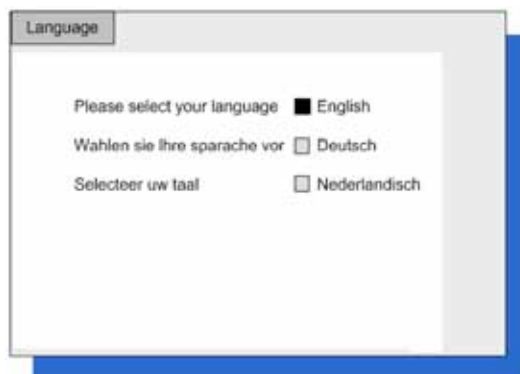 Language
Please select your language English
Wahlen sie Ihre sparache vor Deutsch
Selecteer uw taal Nederlandisch